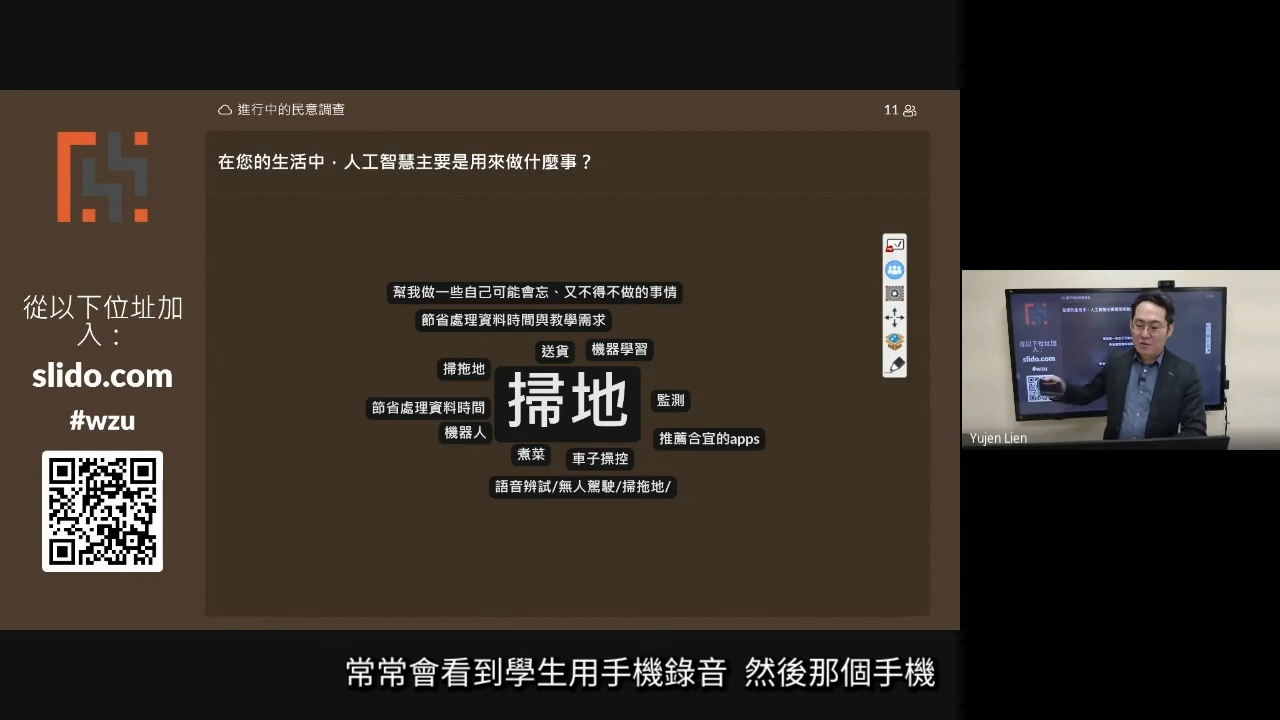 進行中的民意調查
11
在您的生活中，人工智慧主要是用來做什麼事？
從以下位址加
入：
slido.com
#wzu
幫我做一些自己可能會忘、又不得不做的事情
節省處理資料時間與教學需求
送貨
機器學習
掃拖地
掃地
監測
節省處理資料時間
機器人
推薦合宜的apps
煮菜
車子操控
語音辨試/無人駕駛/掃拖地/
Yujen Lien
常常會看到學生用手機錄音 然後那個手機